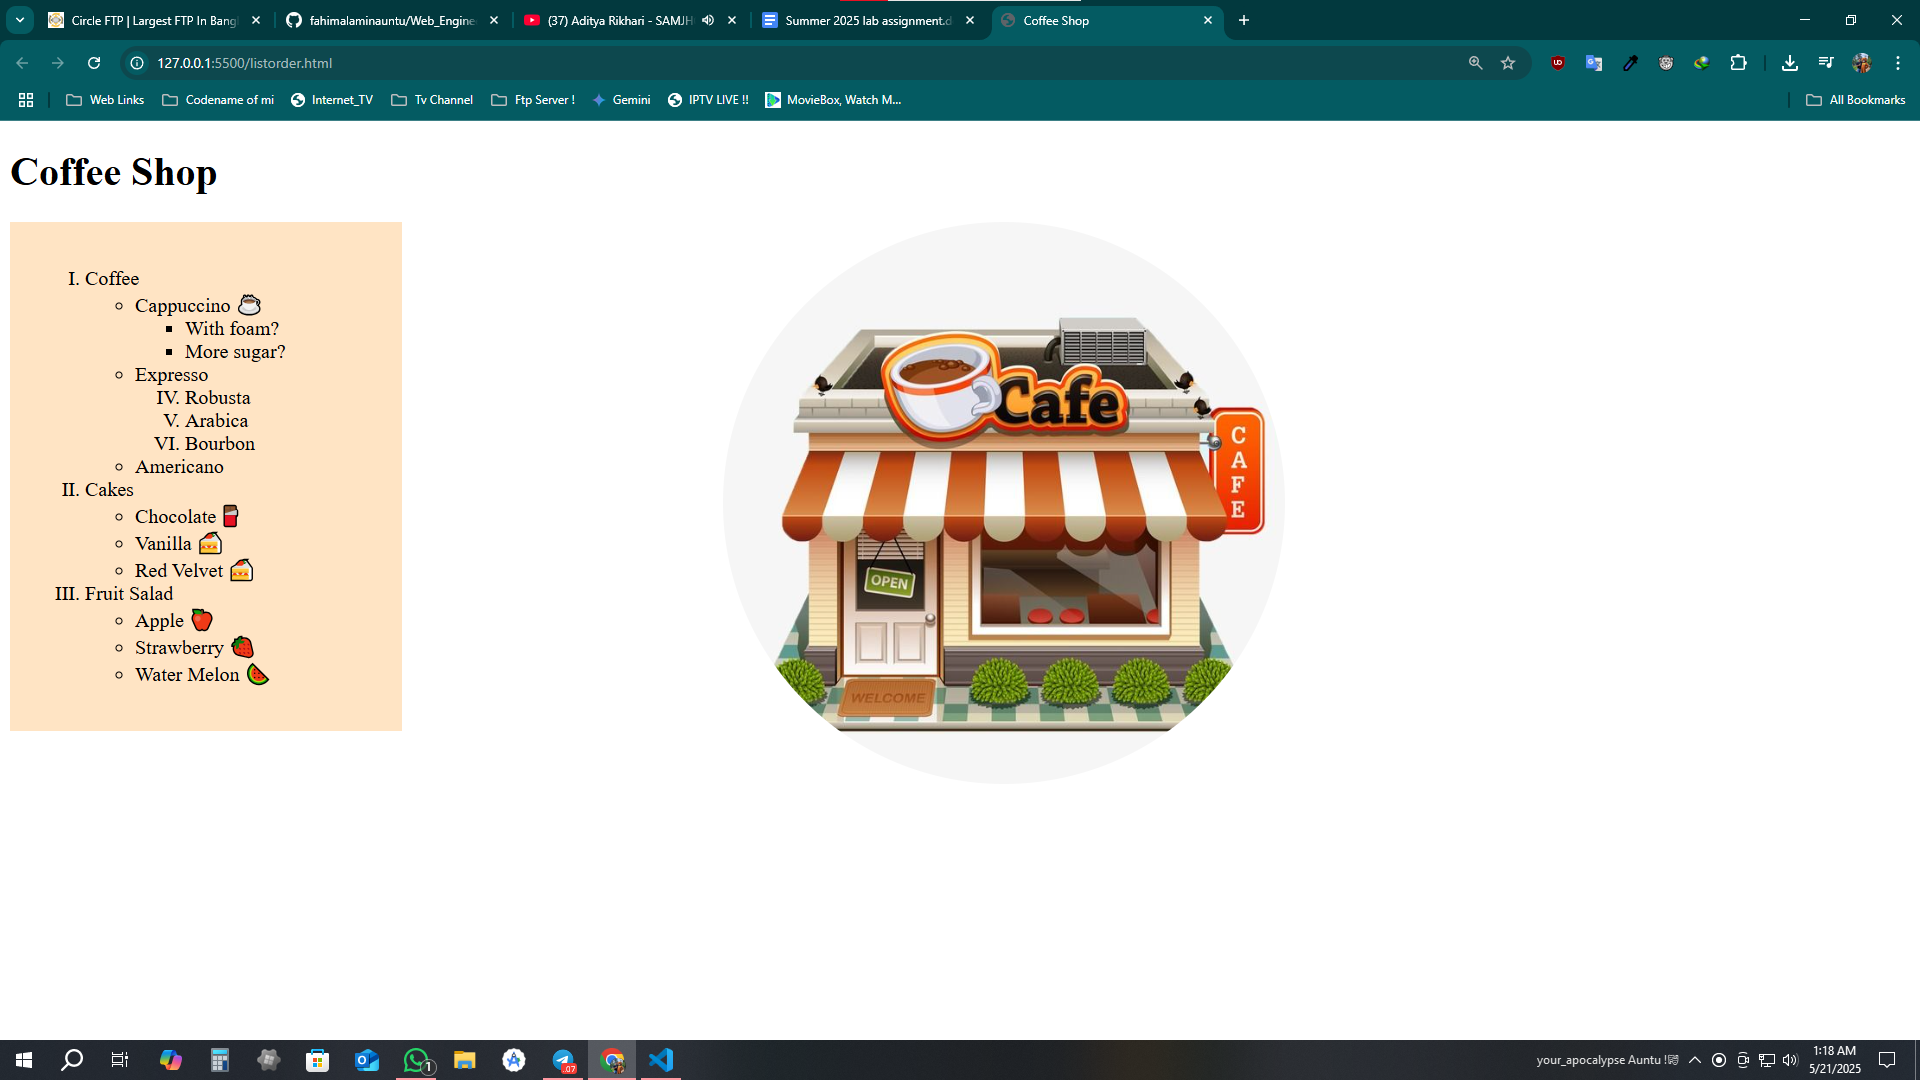 Circle FTP | Largest FTP In Bang
fahimalaminauntu/Web_Engine
(37) Aditya Rikhari - SAMJH
Summer 2025 lab assignment.d
Coffee Shop
127.0.0.1:5500/listorder.html
Web Links
Codename of mi
Internet_TV
Tv Channel
Ftp Server !
Gemini
IPTV LIVE !!
MovieBox, Watch M...
All Bookmarks
Coffee Shop
I. Coffee
Cappuccino ☕
With foam?
More sugar?
Expresso
IV. Robusta
V. Arabica
VI. Bourbon
Americano
II. Cakes
Chocolate 🍫
Vanilla 🍰
Red Velvet 🍰
III. Fruit Salad
Apple 🍎
Strawberry 🍓
Water Melon 🍉
Cafe
CAFE
OPEN
WELCOME
1
.07
your_apocalypse Auntu !
1:18 AM
5/21/2025